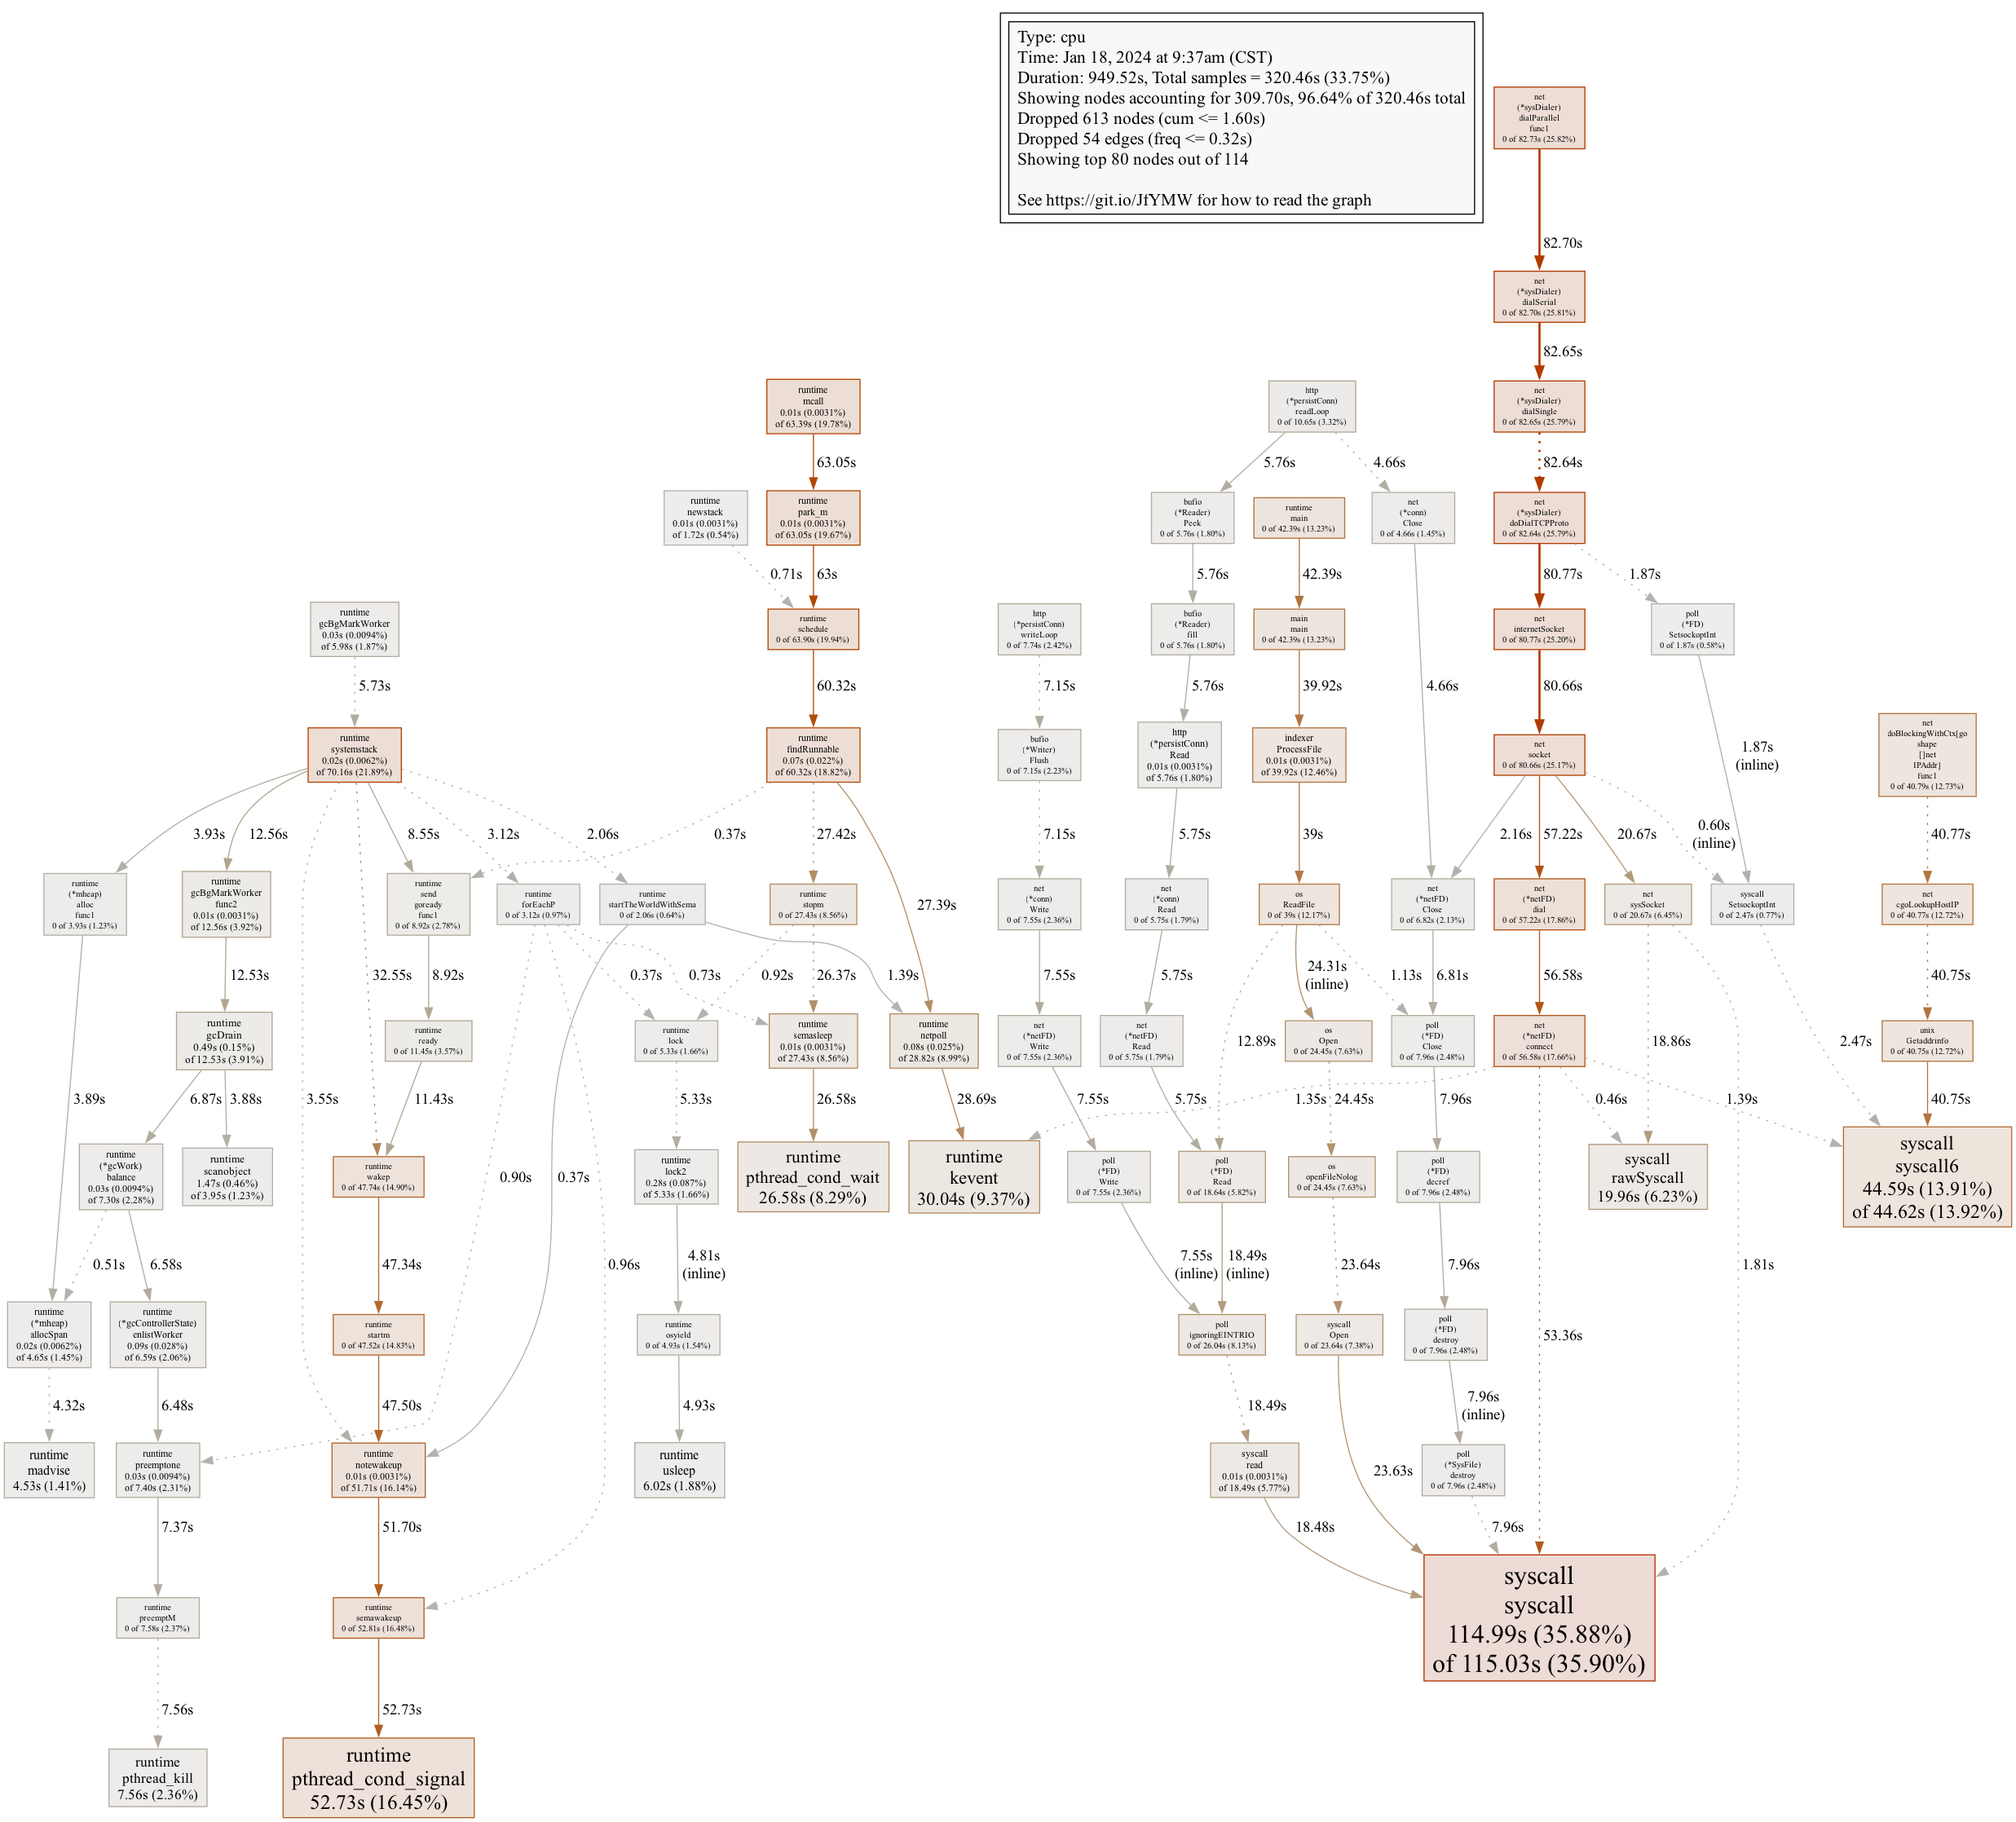 Type: cpu
Time: Jan 18, 2024 at 9:37am (CST)
Duration: 949.52s, Total samples = 320.46s (33.75%)
Showing nodes accounting for 309.70s, 96.64% of 320.46s total
Dropped 613 nodes (cum <= 1.60s)
Dropped 54 edges (freq <= 0.32s)
Showing top 80 nodes out of 114
See https://git.io/JfYMW for how to read the graph
net
(*sysDialer)
dialParallel
func1
0 of 82.73s (25.82%)
82.70s
net
(*sysDialer)
dialSerial
0 of 82.70s (25.81%)
82.65s
runtime
mcall
0.01s (0.0031%)
of 63.39s (19.78%)
http
(*persistConn)
readLoop
0 of 10.65s (3.32%)
net
(*sysDialer)
dialSingle
0 of 82.65s (25.79%)
63.05s
5.76s
4.66s
82.64s
runtime
newstack
0.01s (0.0031%)
of 1.72s (0.54%)
runtime
park_m
0.01s (0.0031%)
of 63.05s (19.67%)
bufio
(*Reader)
Peek
0 of 5.76s (1.80%)
runtime
main
0 of 42.39s (13.23%)
net
(*conn)
Close
0 of 4.66s (1.45%)
net
(*sysDialer)
doDialTCPProto
0 of 82.64s (25.79%)
0.71s
63s
5.76s
42.39s
80.77s
1.87s
runtime
gcBgMarkWorker
0.03s (0.0094%)
of 5.98s (1.87%)
runtime
schedule
0 of 63.90s (19.94%)
http
(*persistConn)
writeLoop
0 of 7.74s (2.42%)
bufio
(*Reader)
fill
0 of 5.76s (1.80%)
main
main
0 of 42.39s (13.23%)
net
internetSocket
0 of 80.77s (25.20%)
poll
(*FD)
SetsockoptInt
0 of 1.87s (0.58%)
5.73s
60.32s
7.15s
5.76s
39.92s
4.66s
80.66s
runtime
systemstack
0.02s (0.0062%)
of 70.16s (21.89%)
runtime
findRunnable
0.07s (0.022%)
of 60.32s (18.82%)
bufio
(*Writer)
Flush
0 of 7.15s (2.23%)
http
(*persistConn)
Read
0.01s (0.0031%)
of 5.76s (1.80%)
indexer
ProcessFile
0.01s (0.0031%)
of 39.92s (12.46%)
net
socket
0 of 80.66s (25.17%)
1.87s
(inline)
net
doBlockingWithCtx[go
shape
[]net
IPAddr]
func1
0 of 40.79s (12.73%)
3.93s
12.56s
8.55s
3.12s
2.06s
0.37s
27.42s
7.15s
5.75s
39s
2.16s
57.22s
20.67s
0.60s
(inline)
40.77s
runtime
(*mheap)
alloc
func1
0 of 3.93s (1.23%)
runtime
gcBgMarkWorker
func2
0.01s (0.0031%)
of 12.56s (3.92%)
runtime
send
goready
func1
0 of 8.92s (2.78%)
runtime
forEachP
0 of 3.12s (0.97%)
runtime
startTheWorldWithSema
0 of 2.06s (0.64%)
runtime
stopm
0 of 27.43s (8.56%)
27.39s
net
(*conn)
Write
0 of 7.55s (2.36%)
net
(*conn)
Read
0 of 5.75s (1.79%)
os
ReadFile
0 of 39s (12.17%)
net
(*netFD)
Close
0 of 6.82s (2.13%)
net
(*netFD)
dial
0 of 57.22s (17.86%)
net
sysSocket
0 of 20.67s (6.45%)
syscall
SetsockoptInt
0 of 2.47s (0.77%)
net
cgoLookupHostIP
0 of 40.77s (12.72%)
12.53s
32.55s
8.92s
0.37s
0.73s
0.92s
26.37s
1.39s
7.55s
5.75s
24.31s
(inline)
1.13s
6.81s
56.58s
40.75s
runtime
gcDrain
0.49s (0.15%)
of 12.53s (3.91%)
runtime
ready
0 of 11.45s (3.57%)
runtime
lock
0 of 5.33s (1.66%)
runtime
semasleep
0.01s (0.0031%)
of 27.43s (8.56%)
runtime
netpoll
0.08s (0.025%)
of 28.82s (8.99%)
net
(*netFD)
Write
0 of 7.55s (2.36%)
net
(*netFD)
Read
0 of 5.75s (1.79%)
12.89s
os
Open
0 of 24.45s (7.63%)
poll
(*FD)
Close
0 of 7.96s (2.48%)
net
(*netFD)
connect
0 of 56.58s (17.66%)
18.86s
2.47s
unix
Getaddrinfo
0 of 40.75s (12.72%)
3.89s
6.87s
3.88s
3.55s
11.43s
5.33s
26.58s
28.69s
7.55s
5.75s
1.35s
24.45s
7.96s
0.46s
1.39s
40.75s
runtime
(*gcWork)
balance
0.03s (0.0094%)
of 7.30s (2.28%)
runtime
scanobject
1.47s (0.46%)
of 3.95s (1.23%)
runtime
wakep
0 of 47.74s (14.90%)
0.90s
0.37s
runtime
lock2
0.28s (0.087%)
of 5.33s (1.66%)
runtime
pthread_cond_wait
26.58s (8.29%)
runtime
kevent
30.04s (9.37%)
poll
(*FD)
Write
0 of 7.55s (2.36%)
poll
(*FD)
Read
0 of 18.64s (5.82%)
os
openFileNolog
0 of 24.45s (7.63%)
poll
(*FD)
decref
0 of 7.96s (2.48%)
syscall
rawSyscall
19.96s (6.23%)
syscall
syscall6
44.59s (13.91%)
of 44.62s (13.92%)
0.51s
6.58s
47.34s
0.96s
4.81s
(inline)
7.55s
(inline)
18.49s
(inline)
23.64s
7.96s
1.81s
runtime
(*mheap)
allocSpan
0.02s (0.0062%)
of 4.65s (1.45%)
runtime
(*gcControllerState)
enlistWorker
0.09s (0.028%)
of 6.59s (2.06%)
runtime
startm
0 of 47.52s (14.83%)
runtime
osyield
0 of 4.93s (1.54%)
poll
ignoringEINTRIO
0 of 26.04s (8.13%)
syscall
Open
0 of 23.64s (7.38%)
poll
(*FD)
destroy
0 of 7.96s (2.48%)
53.36s
4.32s
6.48s
47.50s
4.93s
18.49s
7.96s
(inline)
runtime
madvise
4.53s (1.41%)
runtime
preemptone
0.03s (0.0094%)
of 7.40s (2.31%)
runtime
notewakeup
0.01s (0.0031%)
of 51.71s (16.14%)
runtime
usleep
6.02s (1.88%)
syscall
read
0.01s (0.0031%)
of 18.49s (5.77%)
23.63s
poll
(*SysFile)
destroy
0 of 7.96s (2.48%)
7.37s
51.70s
18.48s
7.96s
runtime
preemptM
0 of 7.58s (2.37%)
runtime
semawakeup
0 of 52.81s (16.48%)
syscall
syscall
114.99s (35.88%)
of 115.03s (35.90%)
7.56s
52.73s
runtime
pthread_kill
7.56s (2.36%)
runtime
pthread_cond_signal
52.73s (16.45%)